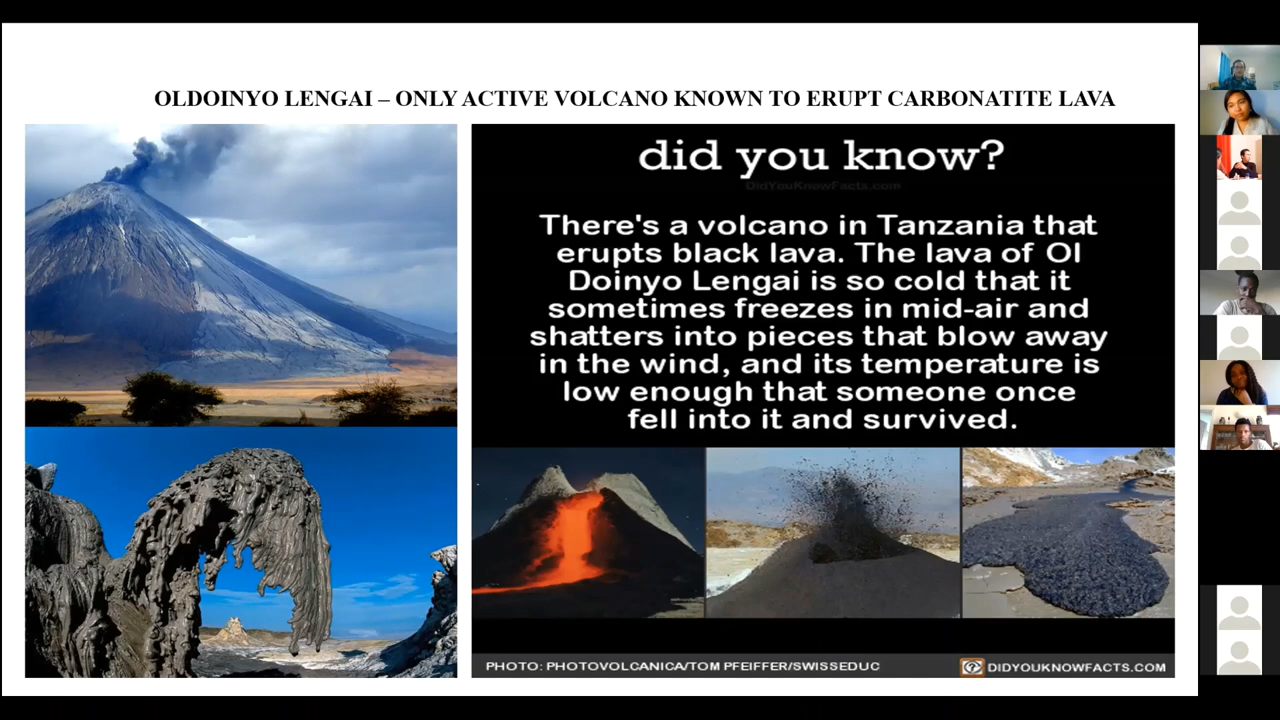 OLDOINYO LENGAI – ONLY ACTIVE VOLCANO KNOWN TO ERUPT CARBONATITE LAVA
did you know?
DidYouKnowFacts.com
There's a volcano in Tanzania that
erupts black lava. The lava of Ol
Doinyo Lengai is so cold that it
sometimes freezes in mid-air and
shatters into pieces that blow away
in the wind, and its temperature is
low enough that someone once
fell into it and survived.
PHOTO: PHOTOVOLCANICA/TOM PFEIFFER/SWISSEDUC
DIDYOUKNOWFACTS.COM